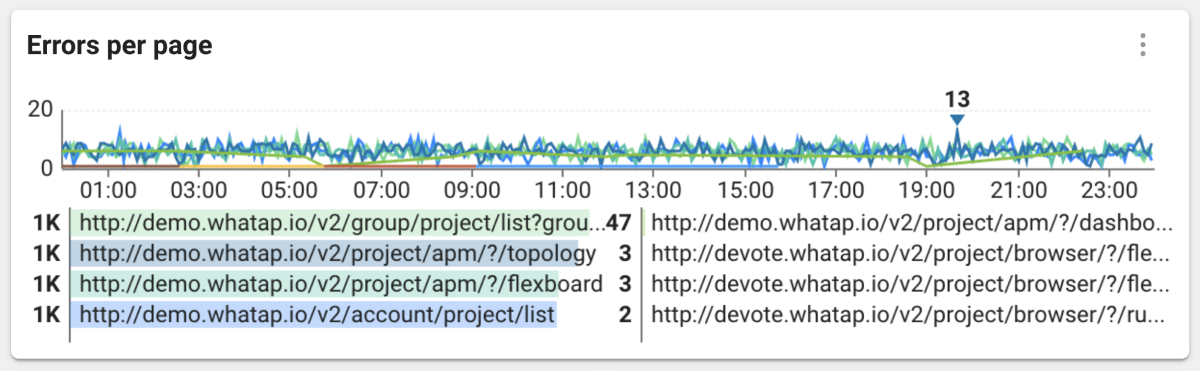 Errors per page
13
20
0
01:00 03:00 05:00 07:00 09:00 11:00 13:00 15:00 17:00 19:00 21:00 23:00
1K http://demo.whatap.io/v2/group/project/list?grou... 47 http://demo.whatap.io/v2/project/apm/?/dashbo...
1K http://demo.whatap.io/v2/project/apm/?/topology 3 http://devote.whatap.io/v2/project/browser/?/fle...
1K http://demo.whatap.io/v2/project/apm/?/flexboard 3 http://devote.whatap.io/v2/project/browser/?/fle...
1K http://demo.whatap.io/v2/account/project/list 2 http://devote.whatap.io/v2/project/browser/?/ru...